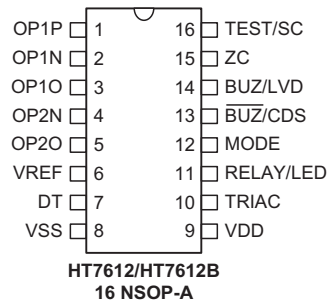 OP1P 1 16 TEST/SC
OP1N 2 15 ZC
OP1O 3 14 BUZ/LVD
OP2N 4 13 BUZ/CDS
OP2O 5 12 MODE
VREF 6 11 RELAY/LED
DT 7 10 TRIAC
VSS 8 9 VDD
HT7612/HT7612B
16 NSOP-A